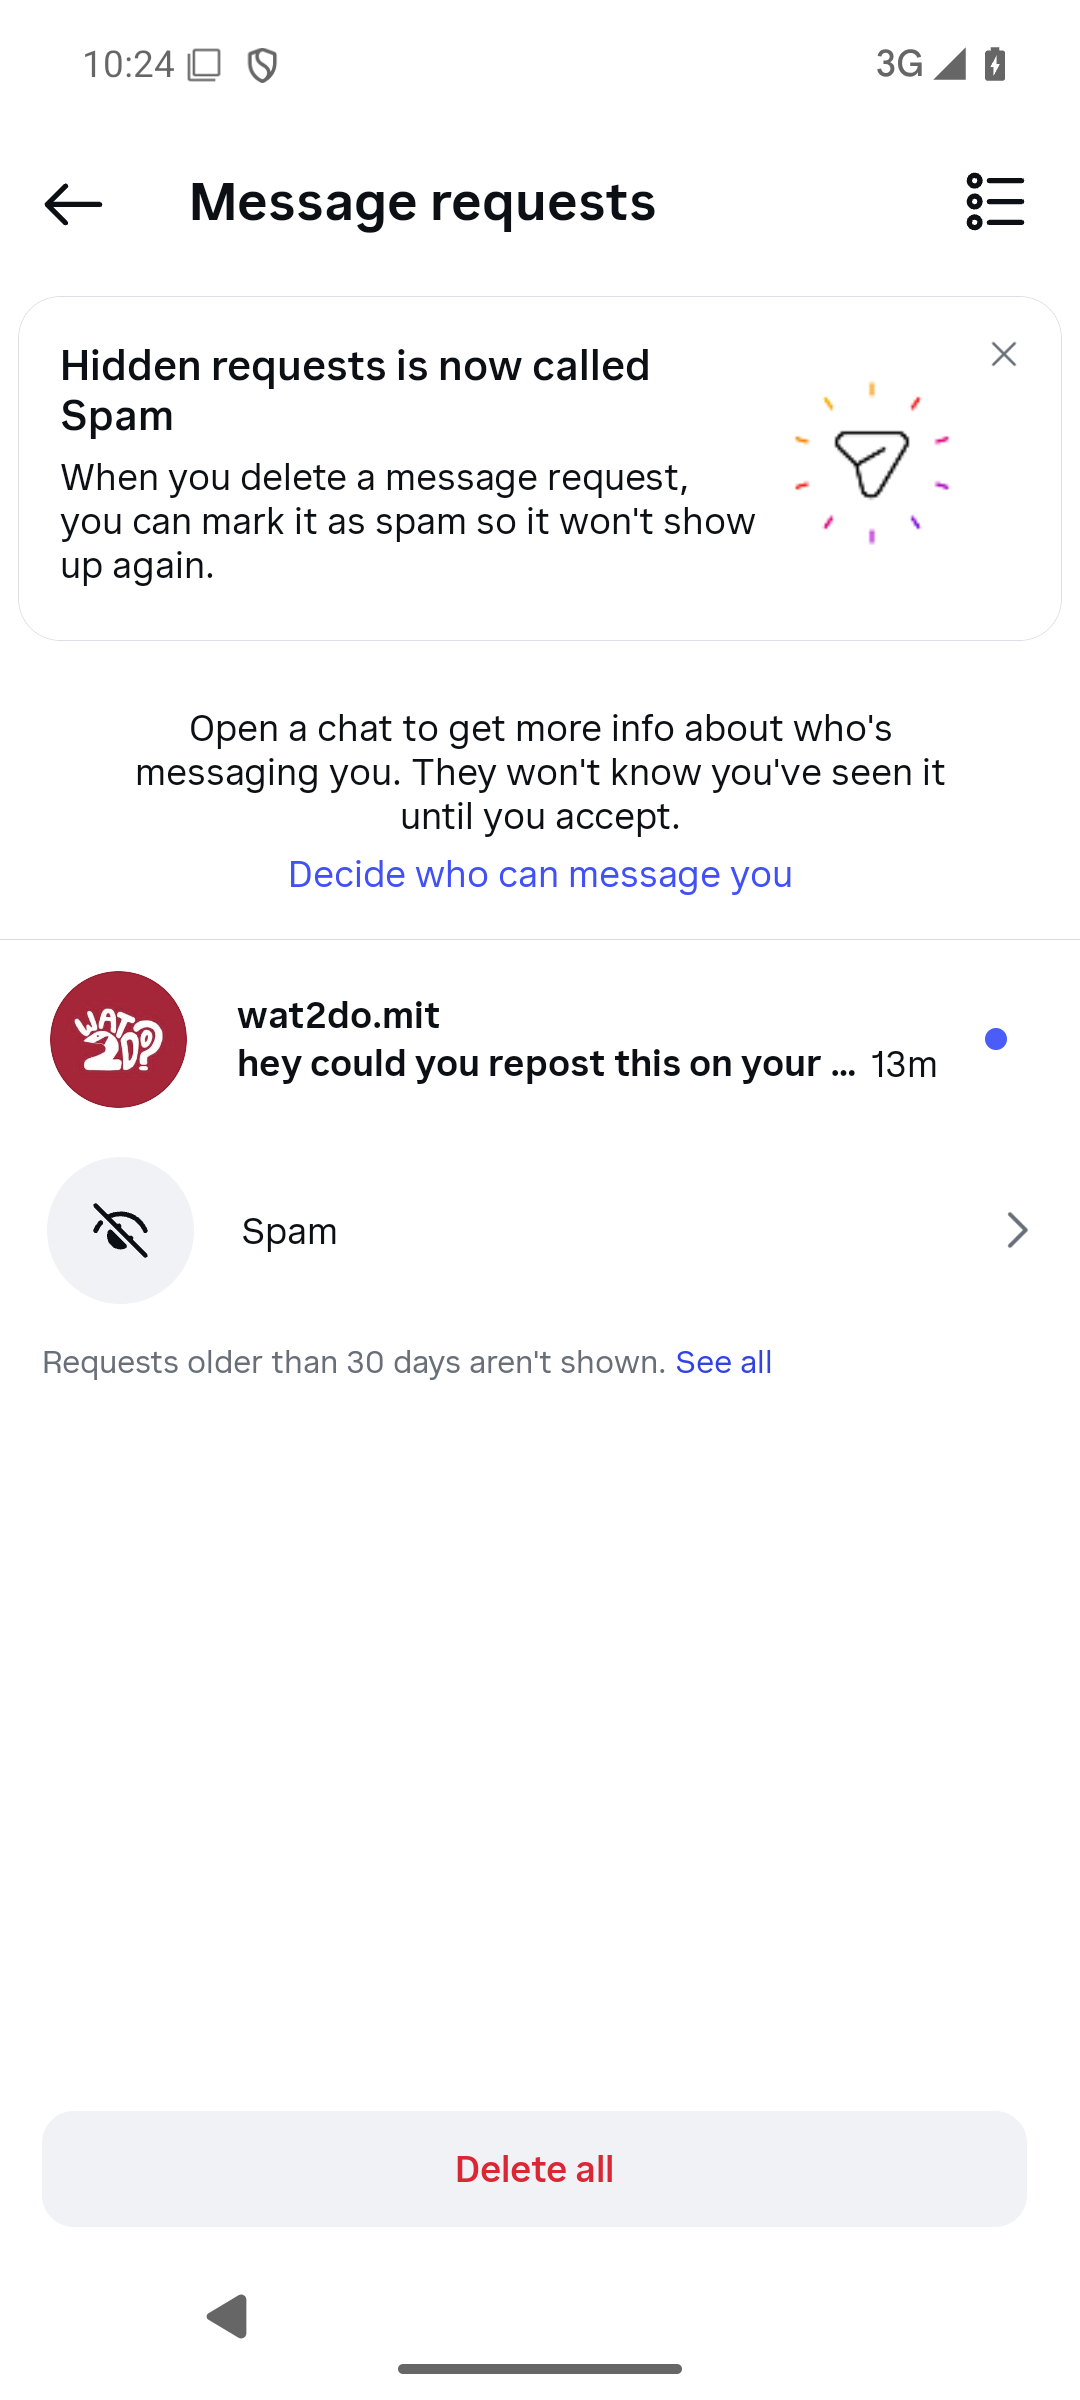 10:24
3G
Message requests
Hidden requests is now called
Spam
When you delete a message request,
you can mark it as spam so it won't show
up again.
Open a chat to get more info about who's
messaging you. They won't know you've seen it
until you accept.
Decide who can message you
WAT
2DO?
wat2do.mit
hey could you repost this on your ... 13m
Spam
Requests older than 30 days aren't shown. See all
Delete all